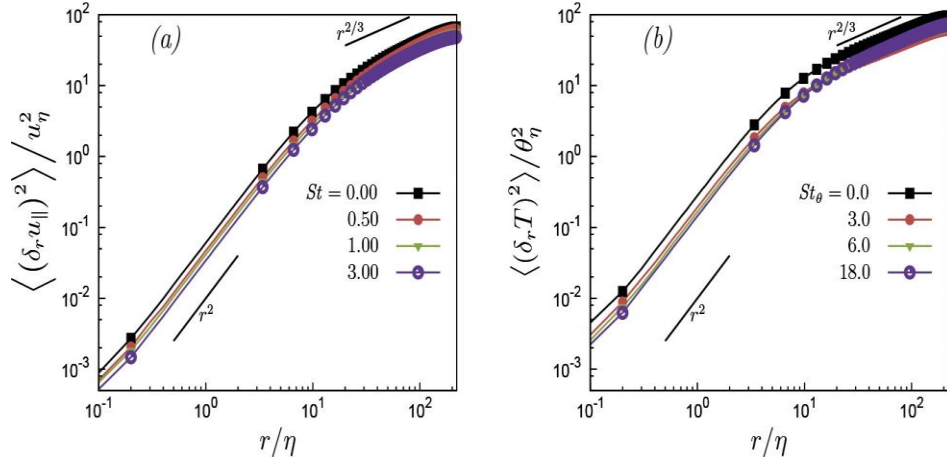 (a)
r^{2/3}
10^2
10^1
10^0
10^{-1}
10^{-2}
10^{-3}
⟨(δ_r u_∥)^2⟩/u_η^2
St = 0.00
0.50
1.00
3.00
r^2
10^{-1} 10^0 10^1 10^2
r/η
(b)
r^{2/3}
10^2
10^1
10^0
10^{-1}
10^{-2}
10^{-3}
⟨(δ_r T)^2⟩/θ_η^2
St_θ = 0.0
3.0
6.0
18.0
r^2
10^{-1} 10^0 10^1 10^2
r/η